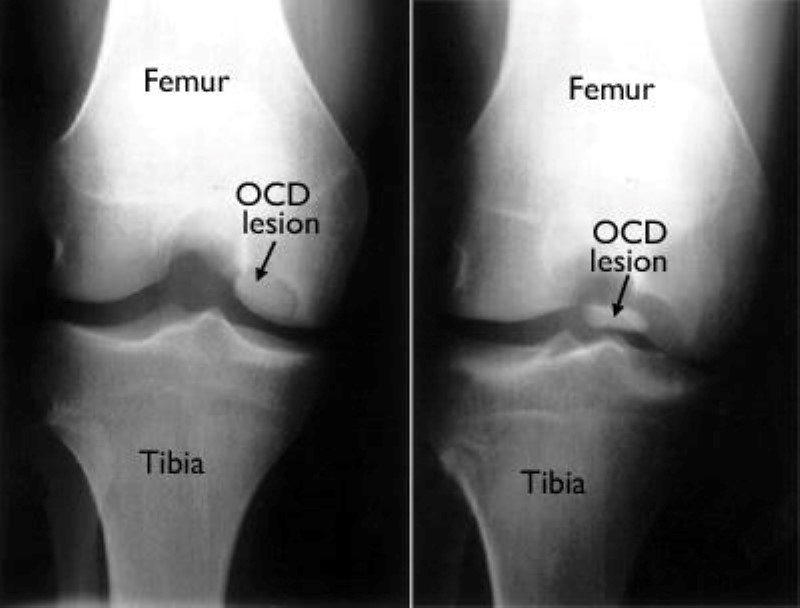 Femur
OCD
lesion
Tibia
Femur
OCD
lesion
Tibia